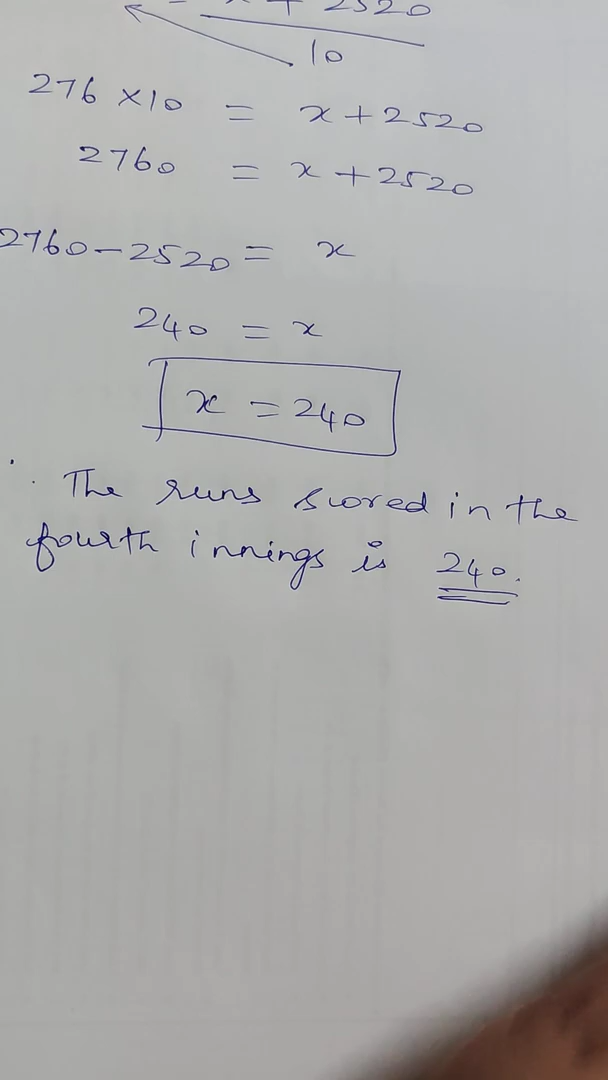 = x + 2520
10
276 × 10 = x + 2520
2760 = x + 2520
2760 - 2520 = x
240 = x
x = 240
The runs scored in the
fourth innings is 240.